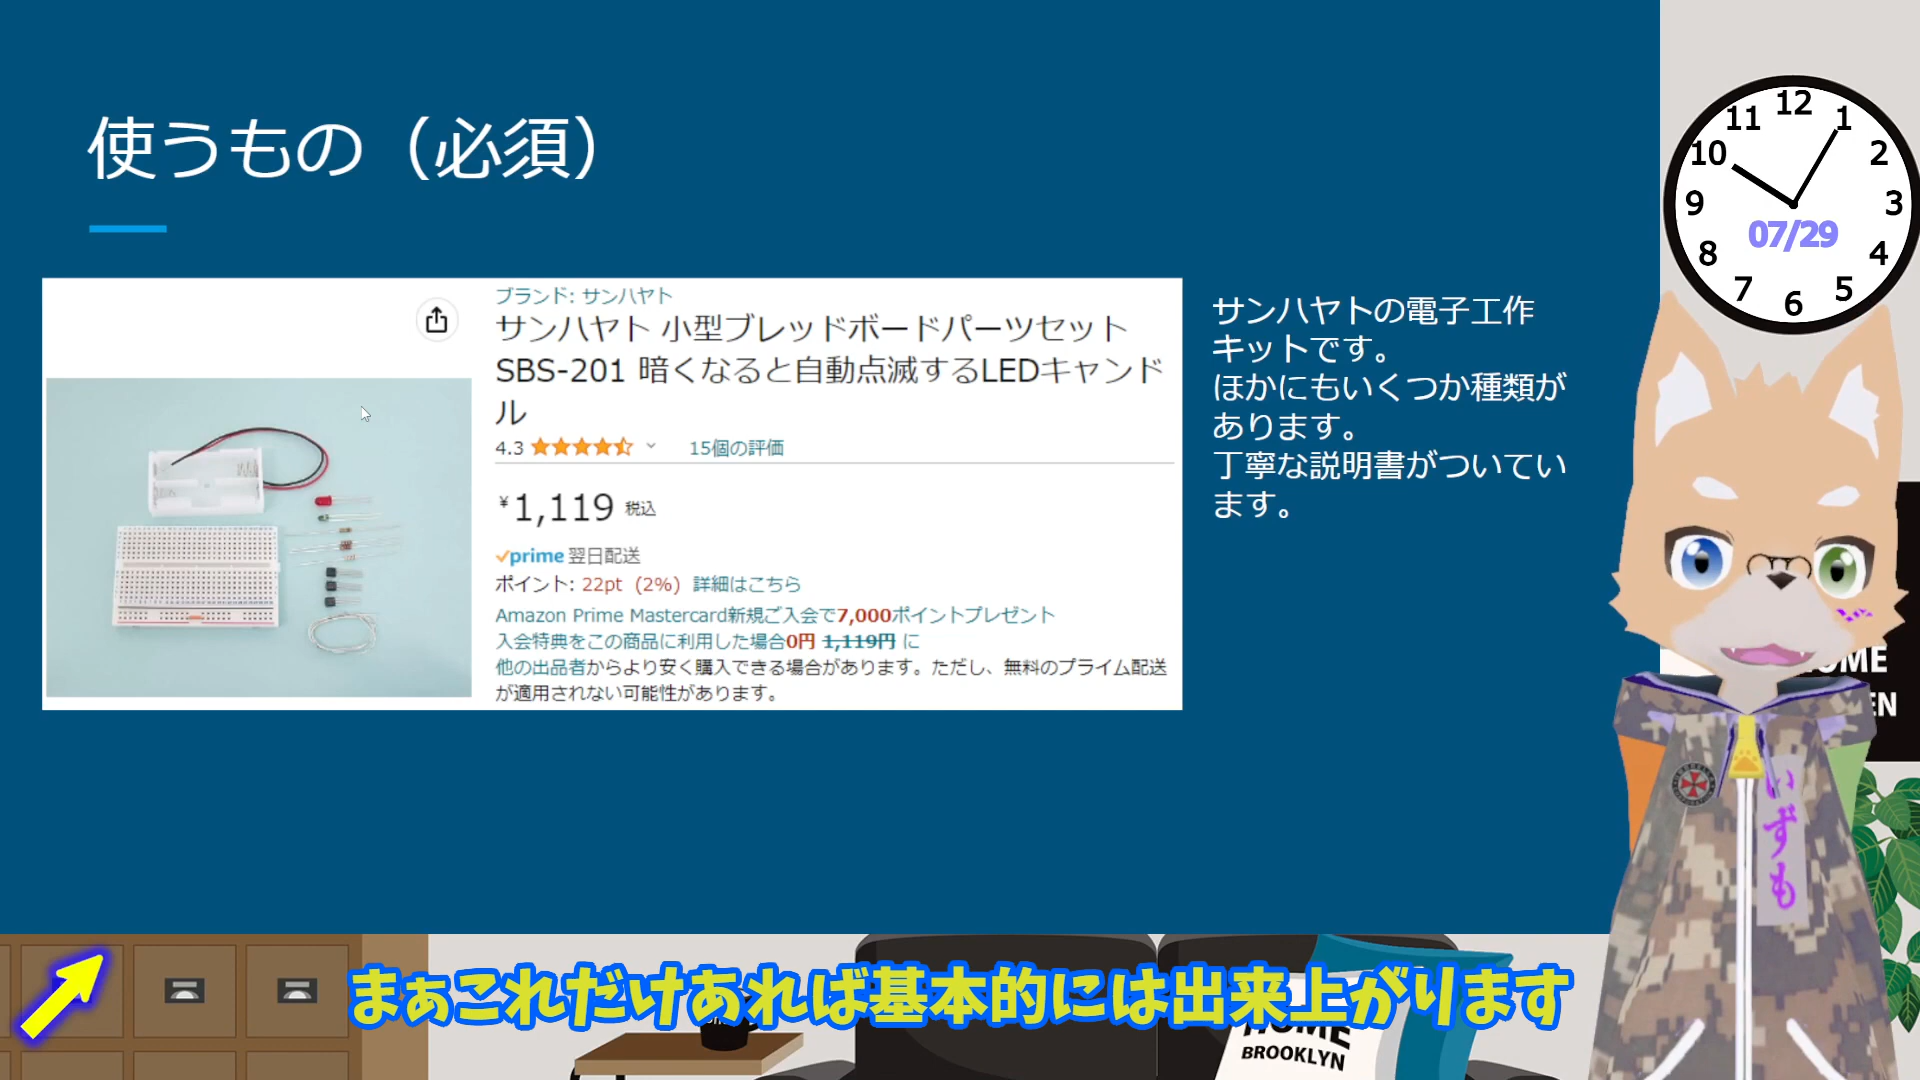 使うもの（必須）
ブランド: サンハヤト
サンハヤト 小型ブレッドボードパーツセット
SBS-201 暗くなると自動点滅するLEDキャンド
ル
4.3
15個の評価
¥1,119 税込
prime 翌日配送
ポイント: 22pt (2%) 詳細はこちら
Amazon Prime Mastercard新規ご入会で7,000ポイントプレゼント
入会特典をこの商品に利用した場合0円 1,119円 に
他の出品者からより安く購入できる場合があります。ただし、無料のプライム配送
が適用されない可能性があります。
サンハヤトの電子工作
キットです。
ほかにもいくつか種類が
あります。
丁寧な説明書がついてい
ます。
12
1
2
3
4
5
6
7
8
9
10
11
07/29
OME
EN
いずも
まぁこれだけあれば基本的には出来上がります
HOME
BROOKLYN